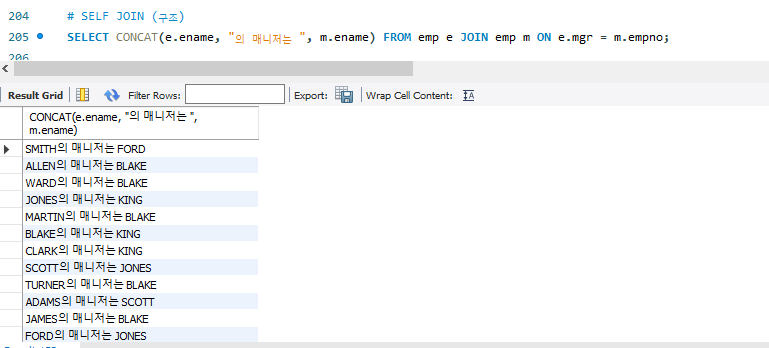 204 # SELF JOIN (구조)
205 SELECT CONCAT(e.ename, "의 매니저는 ", m.ename) FROM emp e JOIN emp m ON e.mgr = m.empno;
206
Result Grid Filter Rows: Export: Wrap Cell Content:
CONCAT(e.ename, "의 매니저는 ",
m.ename)
SMITH의 매니저는 FORD
ALLEN의 매니저는 BLAKE
WARD의 매니저는 BLAKE
JONES의 매니저는 KING
MARTIN의 매니저는 BLAKE
BLAKE의 매니저는 KING
CLARK의 매니저는 KING
SCOTT의 매니저는 JONES
TURNER의 매니저는 BLAKE
ADAMS의 매니저는 SCOTT
JAMES의 매니저는 BLAKE
FORD의 매니저는 JONES